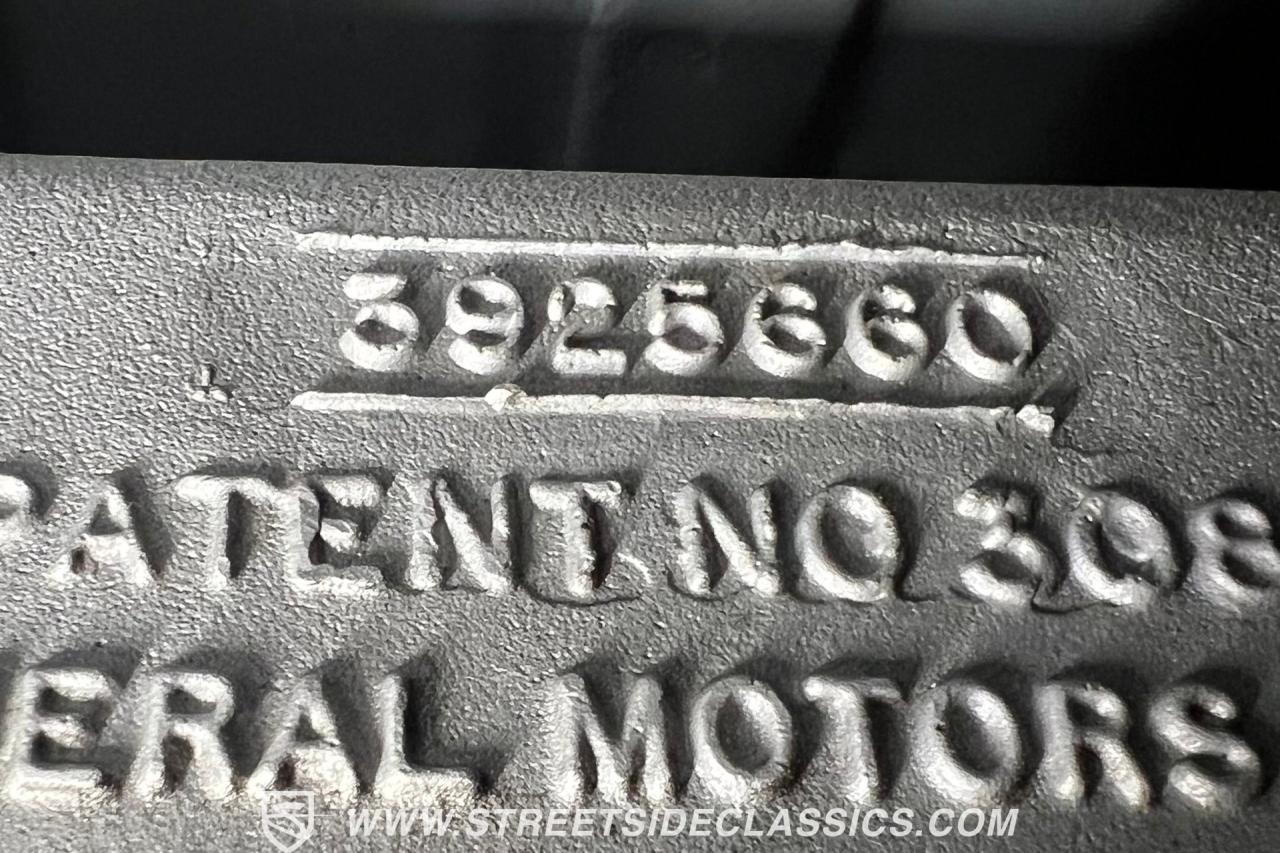 3925660
PATENT. NO 308
ERAL MOTORS
WWW.STREETSIDECLASSICS.COM